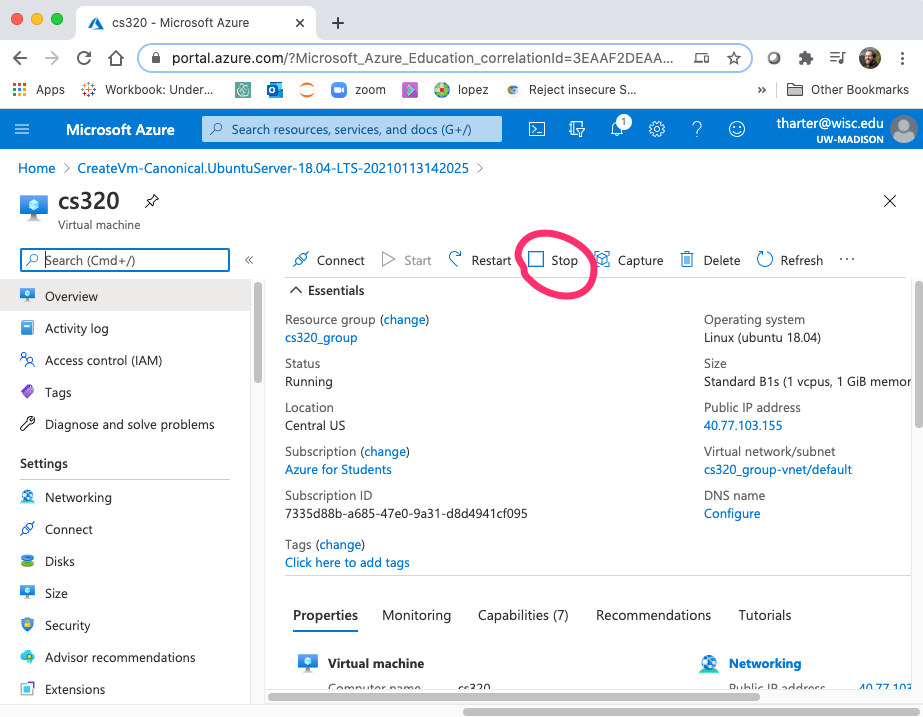 cs320 - Microsoft Azure
portal.azure.com/?Microsoft_Azure_Education_correlationId=3EAAF2DEAA...
Apps Workbook: Under... zoom lopez Reject insecure S... » Other Bookmarks
Microsoft Azure Search resources, services, and docs (G+/) 1 tharter@wisc.edu
UW-MADISON
Home > CreateVm-Canonical.UbuntuServer-18.04-LTS-20210113142025 >
cs320
Virtual machine
Search (Cmd+/) «
Connect Start Restart Stop Capture Delete Refresh ...
Overview
Activity log
Access control (IAM)
Tags
Diagnose and solve problems
Settings
Networking
Connect
Disks
Size
Security
Advisor recommendations
Extensions
Essentials
Resource group (change)
cs320_group
Status
Running
Location
Central US
Subscription (change)
Azure for Students
Subscription ID
7335d88b-a685-47e0-9a31-d8d4941cf095
Tags (change)
Click here to add tags
Operating system
Linux (ubuntu 18.04)
Size
Standard B1s (1 vcpus, 1 GiB memor
Public IP address
40.77.103.155
Virtual network/subnet
cs320_group-vnet/default
DNS name
Configure
Properties Monitoring Capabilities (7) Recommendations Tutorials
Virtual machine
Computer name cs320
Networking
Public IP address 40.77.103